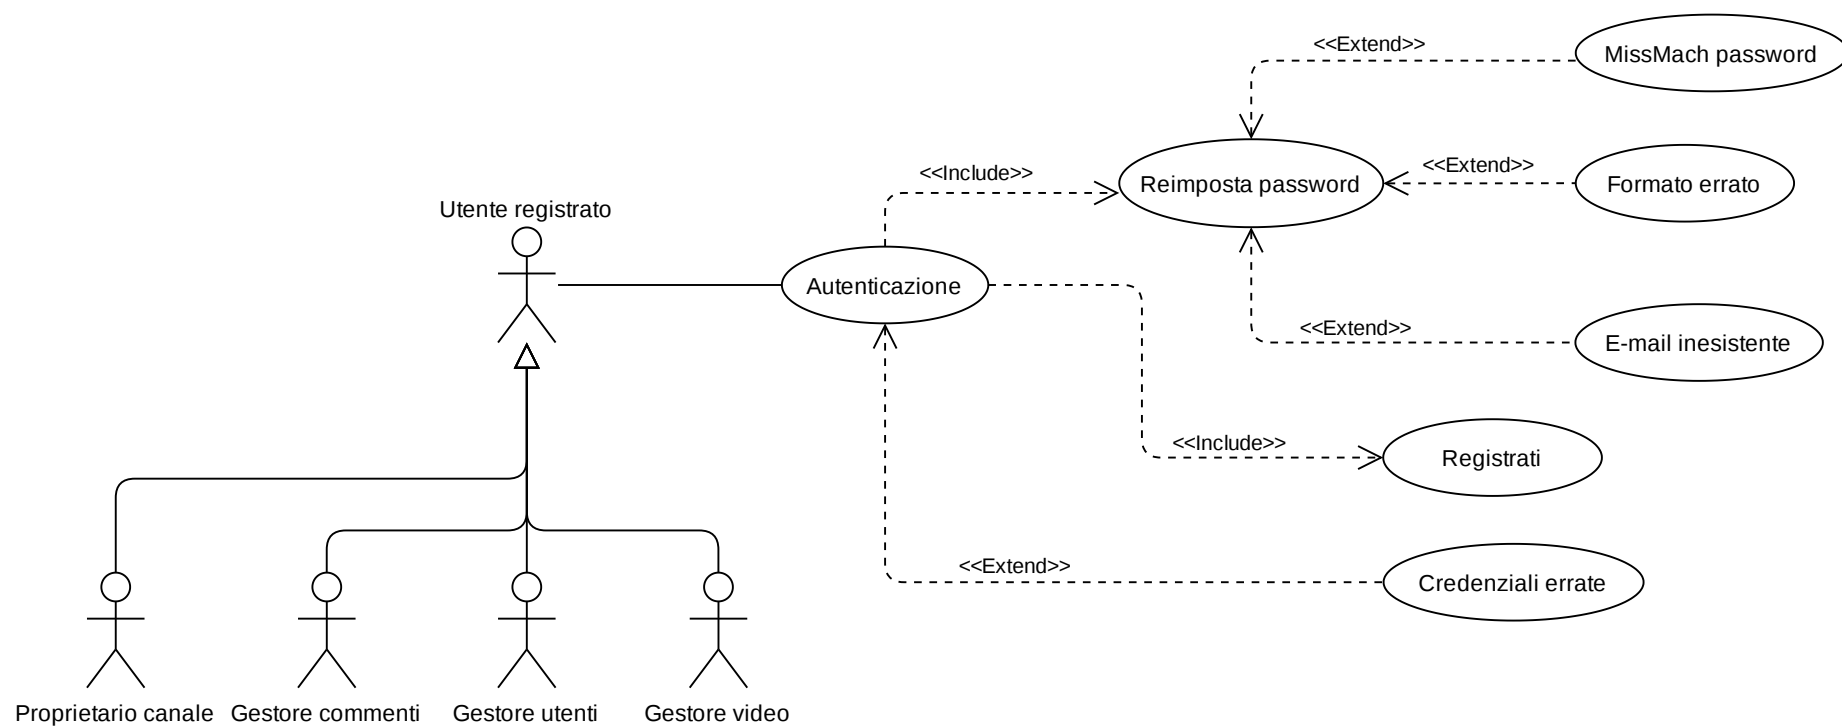 <<Extend>>
MissMach password
<<Include>>
Reimposta password
<<Extend>>
Formato errato
Utente registrato
Autenticazione
<<Extend>>
E-mail inesistente
<<Include>>
Registrati
<<Extend>>
Credenziali errate
Proprietario canale
Gestore commenti
Gestore utenti
Gestore video